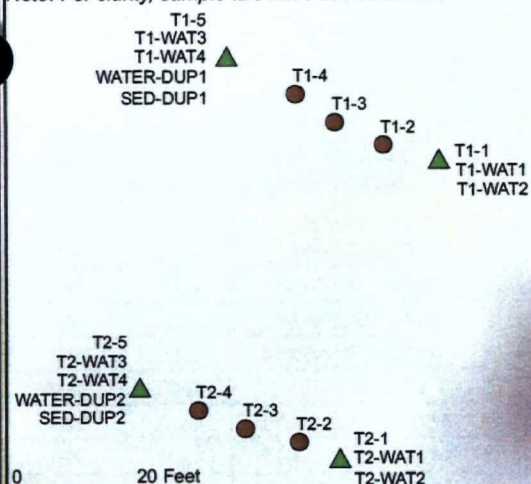 T1-5
T1-WAT3
T1-WAT4
WATER-DUP1
SED-DUP1
T1-4
T1-3
T1-2
T1-1
T1-WAT1
T1-WAT2
T2-5
T2-WAT3
T2-WAT4
WATER-DUP2
SED-DUP2
T2-4
T2-3
T2-2
T2-1
T2-WAT1
T2-WAT2
0 20 Feet